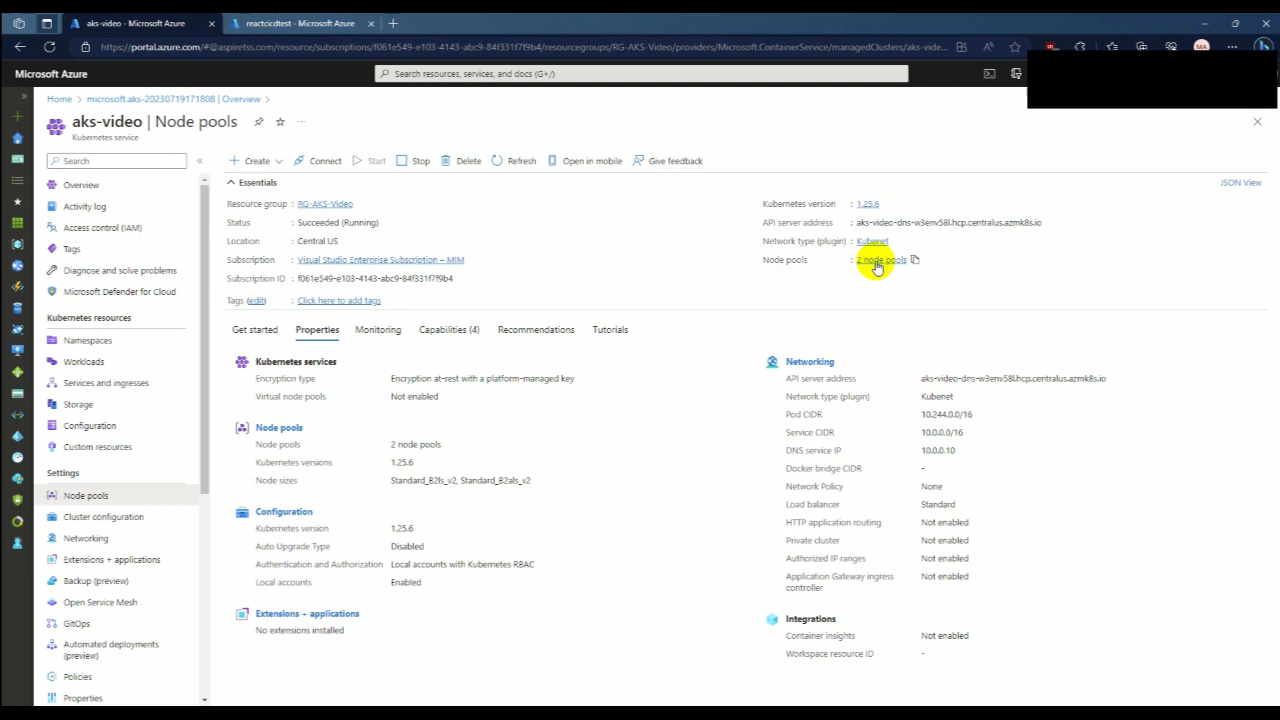 aks-video - Microsoft Azure
reactcicdtest - Microsoft Azure
https://portal.azure.com/#@aspiretss.com/resource/subscriptions/f061e549-e103-4143-abc9-84f331f7f9b4/resourcegroups/RG-AKS-Video/providers/Microsoft.ContainerService/managedClusters/aks-vide...
MA
Microsoft Azure
Search resources, services, and docs (G+/)
Home > microsoft.aks-20230719171808 | Overview >
aks-video | Node pools
Kubernetes service
Search
Create
Connect
Start
Stop
Delete
Refresh
Open in mobile
Give feedback
Overview
Activity log
Access control (IAM)
Tags
Diagnose and solve problems
Microsoft Defender for Cloud
Kubernetes resources
Namespaces
Workloads
Services and ingresses
Storage
Configuration
Custom resources
Settings
Node pools
Cluster configuration
Networking
Extensions + applications
Backup (preview)
Open Service Mesh
GitOps
Automated deployments
(preview)
Policies
Properties
Essentials
JSON View
Resource group : RG-AKS-Video
Status : Succeeded (Running)
Location : Central US
Subscription : Visual Studio Enterprise Subscription – MIM
Subscription ID : f061e549-e103-4143-abc9-84f331f7f9b4
Tags (edit) : Click here to add tags
Kubernetes version : 1.25.6
API server address : aks-video-dns-w3env58l.hcp.centralus.azmk8s.io
Network type (plugin) : Kubenet
Node pools : 2 node pools
Get started
Properties
Monitoring
Capabilities (4)
Recommendations
Tutorials
Kubernetes services
Encryption type Encryption at-rest with a platform-managed key
Virtual node pools Not enabled
Node pools
Node pools 2 node pools
Kubernetes versions 1.25.6
Node sizes Standard_B2ls_v2, Standard_B2als_v2
Configuration
Kubernetes version 1.25.6
Auto Upgrade Type Disabled
Authentication and Authorization Local accounts with Kubernetes RBAC
Local accounts Enabled
Extensions + applications
No extensions installed
Networking
API server address aks-video-dns-w3env58l.hcp.centralus.azmk8s.io
Network type (plugin) Kubenet
Pod CIDR 10.244.0.0/16
Service CIDR 10.0.0.0/16
DNS service IP 10.0.0.10
Docker bridge CIDR -
Network Policy None
Load balancer Standard
HTTP application routing Not enabled
Private cluster Not enabled
Authorized IP ranges Not enabled
Application Gateway ingress Not enabled
controller
Integrations
Container insights Not enabled
Workspace resource ID -